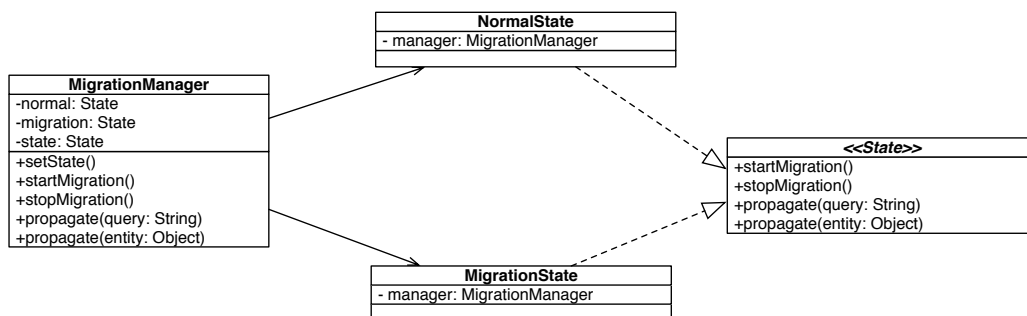 NormalState
- manager: MigrationManager
MigrationManager
-normal: State
-migration: State
-state: State
+setState()
+startMigration()
+stopMigration()
+propagate(query: String)
+propagate(entity: Object)
<<State>>
+startMigration()
+stopMigration()
+propagate(query: String)
+propagate(entity: Object)
MigrationState
- manager: MigrationManager